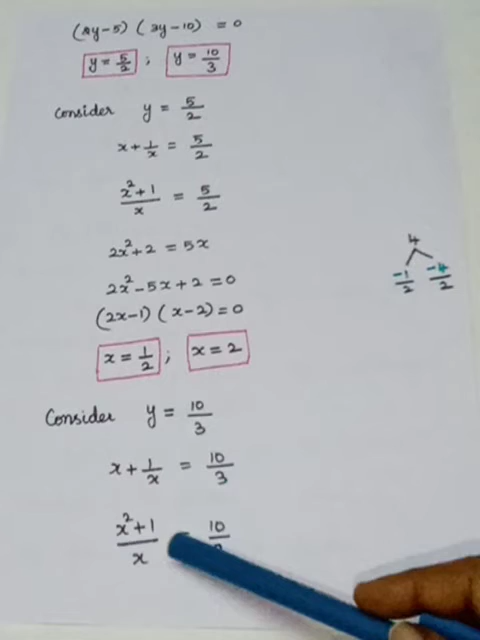 (2y-5) (3y-10) = 0
y = 5/2 ; y = 10/3
Consider y = 5/2
x + 1/x = 5/2
x²+1/x = 5/2
2x²+2 = 5x
2x²-5x+2=0
(2x-1) (x-2)=0
x = 1/2 ; x = 2
4
-1/2 -4/2
Consider y = 10/3
x + 1/x = 10/3
x²+1/x 10